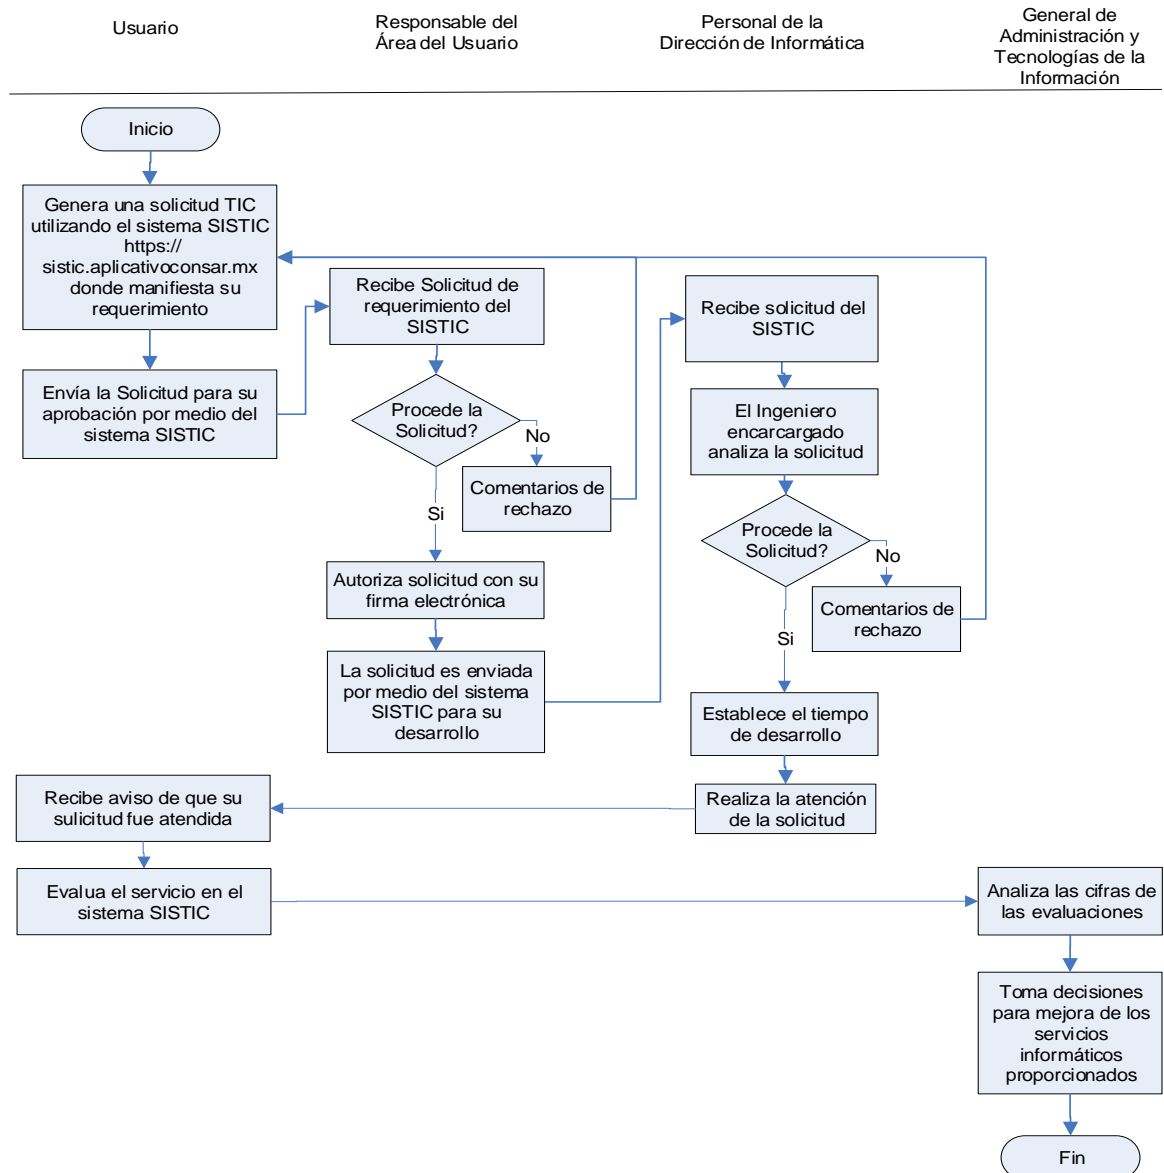 Usuario
Responsable del
Área del Usuario
Personal de la
Dirección de Informática
General de
Administración y
Tecnologías de la
Información
Inicio
Genera una solicitud TIC
utilizando el sistema SISTIC
https://
sistic.aplicativoconsar.mx
donde manifiesta su
requerimiento
Envía la Solicitud para su
aprobación por medio del
sistema SISTIC
Recibe Solicitud de
requerimiento del
SISTIC
Procede la
Solicitud?
No
Comentarios de
rechazo
Si
Autoriza solicitud con su
firma electrónica
La solicitud es enviada
por medio del sistema
SISTIC para su
desarrollo
Recibe solicitud del
SISTIC
El Ingeniero
encarcargado
analiza la solicitud
Procede la
Solicitud?
No
Comentarios de
rechazo
Si
Establece el tiempo
de desarrollo
Realiza la atención
de la solicitud
Recibe aviso de que su
sulicitud fue atendida
Evalua el servicio en el
sistema SISTIC
Analiza las cifras de
las evaluaciones
Toma decisiones
para mejora de los
servicios
informáticos
proporcionados
Fin